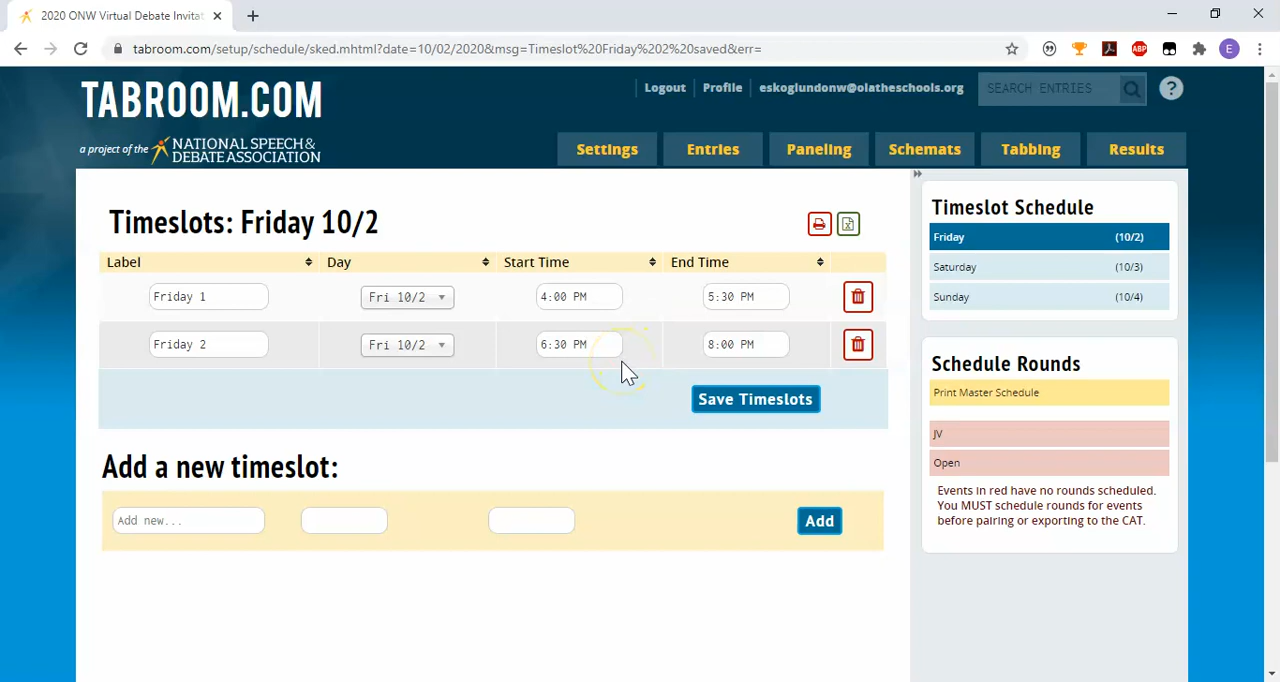 2020 ONW Virtual Debate Invitat
tabroom.com/setup/schedule/sked.mhtml?date=10/02/2020&msg=Timeslot%20Friday%202%20saved&err=
ABP
E
TABROOM.COM
a project of the NATIONAL SPEECH &
DEBATE ASSOCIATION
Logout Profile eskoglundonw@olatheschools.org SEARCH ENTRIES ?
Settings Entries Paneling Schemats Tabbing Results
Timeslots: Friday 10/2
Label Day Start Time End Time
Friday 1 Fri 10/2 4:00 PM 5:30 PM
Friday 2 Fri 10/2 6:30 PM 8:00 PM
Save Timeslots
Add a new timeslot:
Add new... Add
Timeslot Schedule
Friday (10/2)
Saturday (10/3)
Sunday (10/4)
Schedule Rounds
Print Master Schedule
JV
Open
Events in red have no rounds scheduled.
You MUST schedule rounds for events
before pairing or exporting to the CAT.